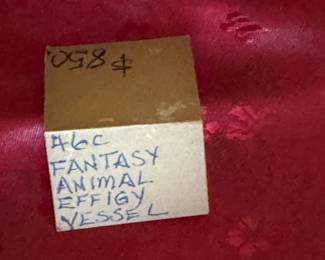 $ 850.
A6C
FANTASY
ANIMAL
EFFIGY
VESSEL